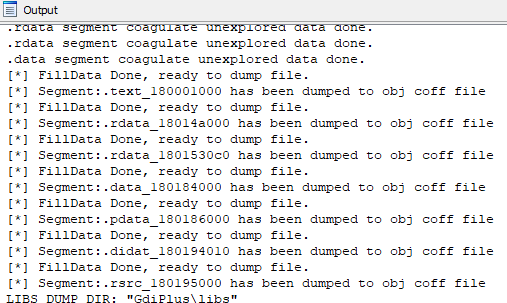 Output
.rdata segment coagulate unexplored data done.
.rdata segment coagulate unexplored data done.
.data segment coagulate unexplored data done.
[*] FillData Done, ready to dump file.
[*] Segment:.text_180001000 has been dumped to obj coff file
[*] FillData Done, ready to dump file.
[*] Segment:.rdata_18014a000 has been dumped to obj coff file
[*] FillData Done, ready to dump file.
[*] Segment:.rdata_1801530c0 has been dumped to obj coff file
[*] FillData Done, ready to dump file.
[*] Segment:.data_180184000 has been dumped to obj coff file
[*] FillData Done, ready to dump file.
[*] Segment:.pdata_180186000 has been dumped to obj coff file
[*] FillData Done, ready to dump file.
[*] Segment:.didat_180194010 has been dumped to obj coff file
[*] FillData Done, ready to dump file.
[*] Segment:.rsrc_180195000 has been dumped to obj coff file
LIBS DUMP DIR: "GdiPlus\libs"